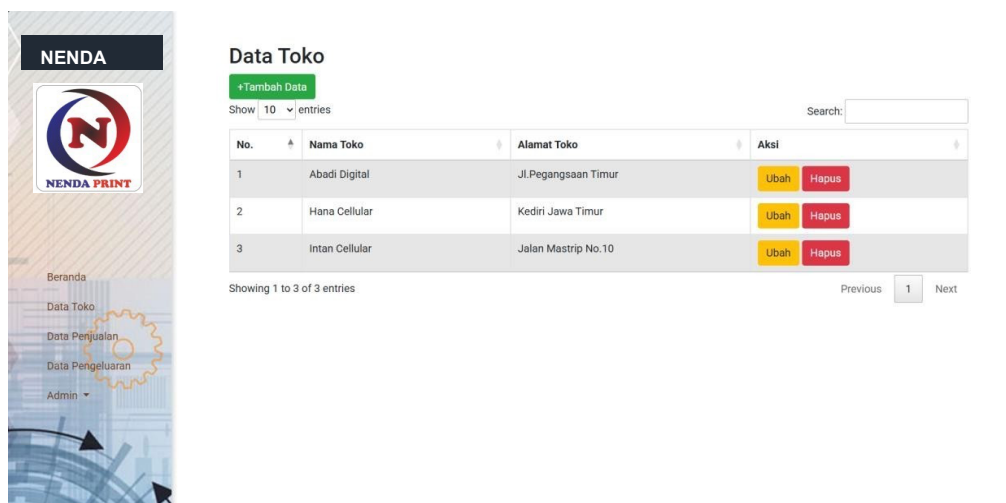 NENDA
N
NENDA PRINT
Beranda
Data Toko
Data Penjualan
Data Pengeluaran
Admin
Data Toko
+Tambah Data
Show 10 entries
Search:
No. Nama Toko Alamat Toko Aksi
1 Abadi Digital Jl.Pegangsaan Timur Ubah Hapus
2 Hana Cellular Kediri Jawa Timur Ubah Hapus
3 Intan Cellular Jalan Mastrip No.10 Ubah Hapus
Showing 1 to 3 of 3 entries
Previous 1 Next